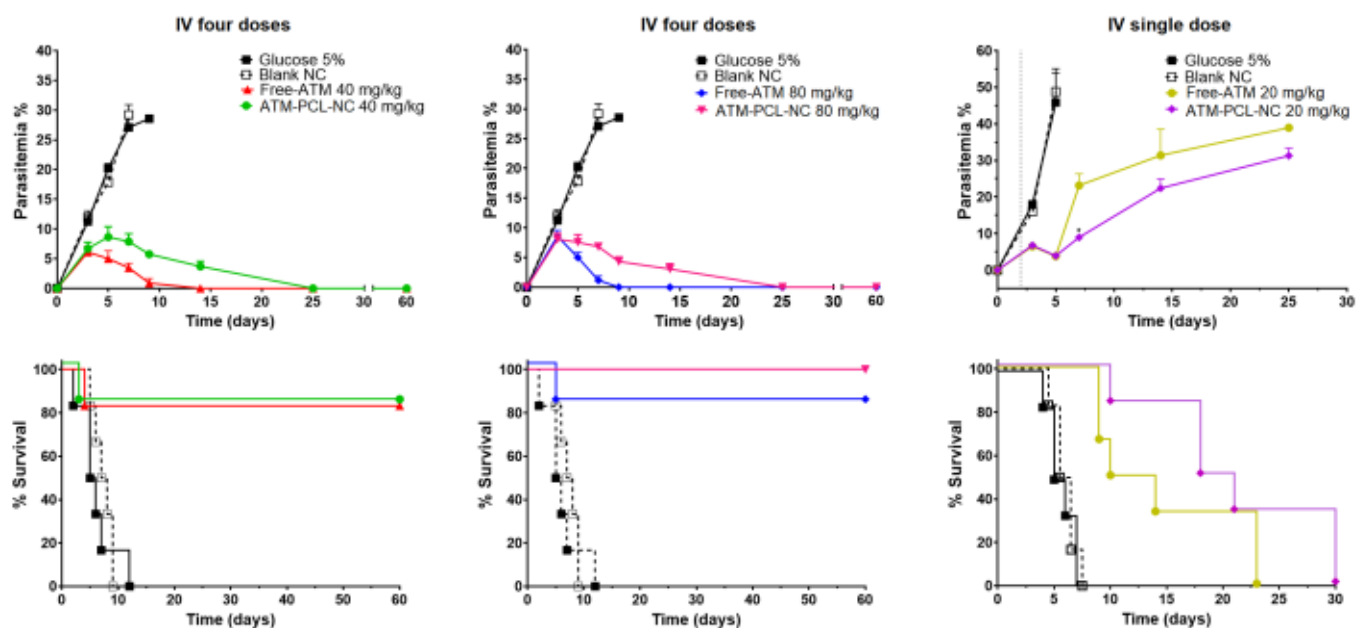 IV four doses
Parasitemia %
40
35
30
25
20
15
10
5
0
Glucose 5%
Blank NC
Free-ATM 40 mg/kg
ATM-PCL-NC 40 mg/kg
0 5 10 15 20 25 30 60
Time (days)
IV four doses
Parasitemia %
40
35
30
25
20
15
10
5
0
Glucose 5%
Blank NC
Free-ATM 80 mg/kg
ATM-PCL-NC 80 mg/kg
0 5 10 15 20 25 30 60
Time (days)
IV single dose
Parasitemia %
60
50
40
30
20
10
0
Glucose 5%
Blank NC
Free-ATM 20 mg/kg
ATM-PCL-NC 20 mg/kg
0 5 10 15 20 25 30
Time (days)
% Survival
100
80
60
40
20
0
0 10 20 30 40 50 60
Time (days)
% Survival
100
80
60
40
20
0
0 10 20 30 40 50 60
Time (days)
% Survival
100
80
60
40
20
0
0 5 10 15 20 25 30
Time (days)